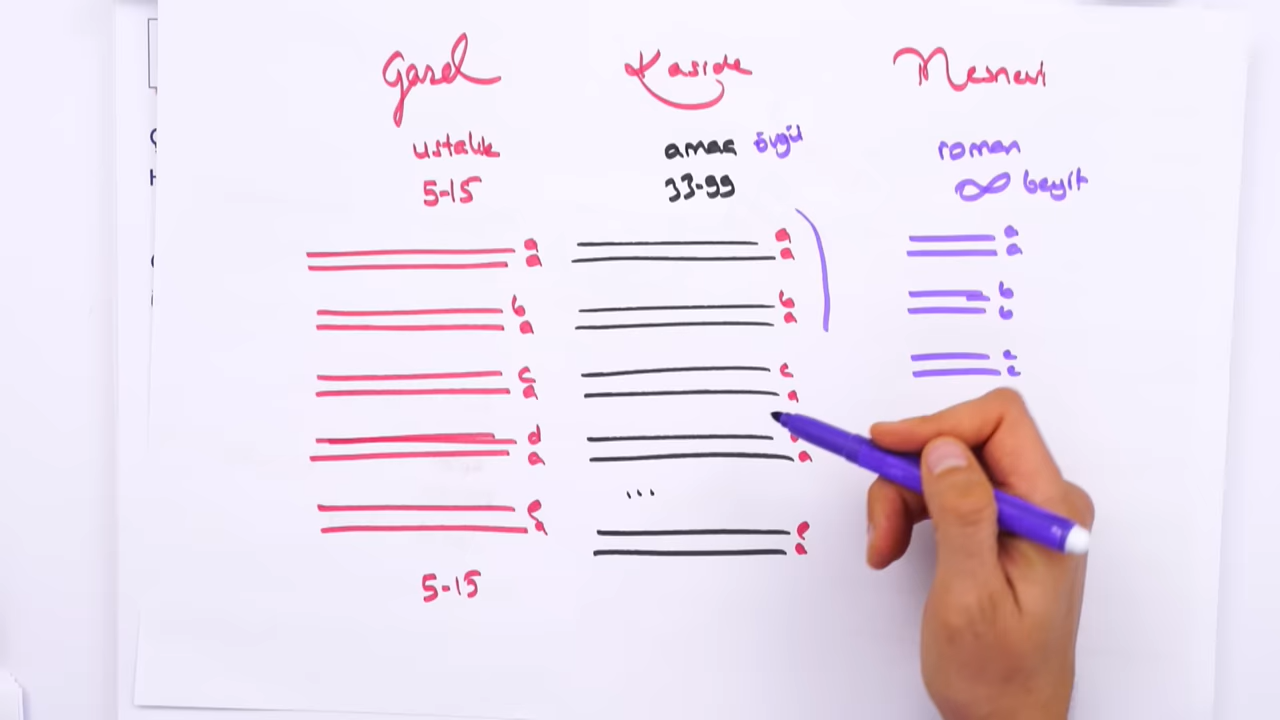 Gazel
ustalık
5-15
a
a
b
a
c
a
d
a
e
a
5-15
Kaside
amaç övgü
33-99
a
a
b
a
c
a
a
...
e
a
Mesnevi
roman
∞ beyit
a
a
b
b
c
c